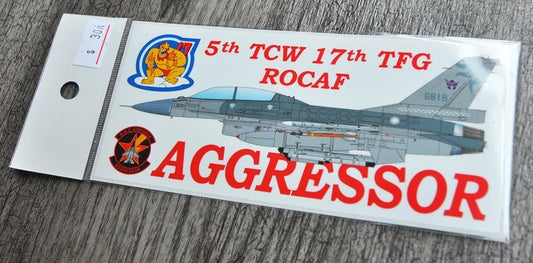 $ 30.-
5th TCW 17th TFG
ROCAF
6818
AGGRESSOR